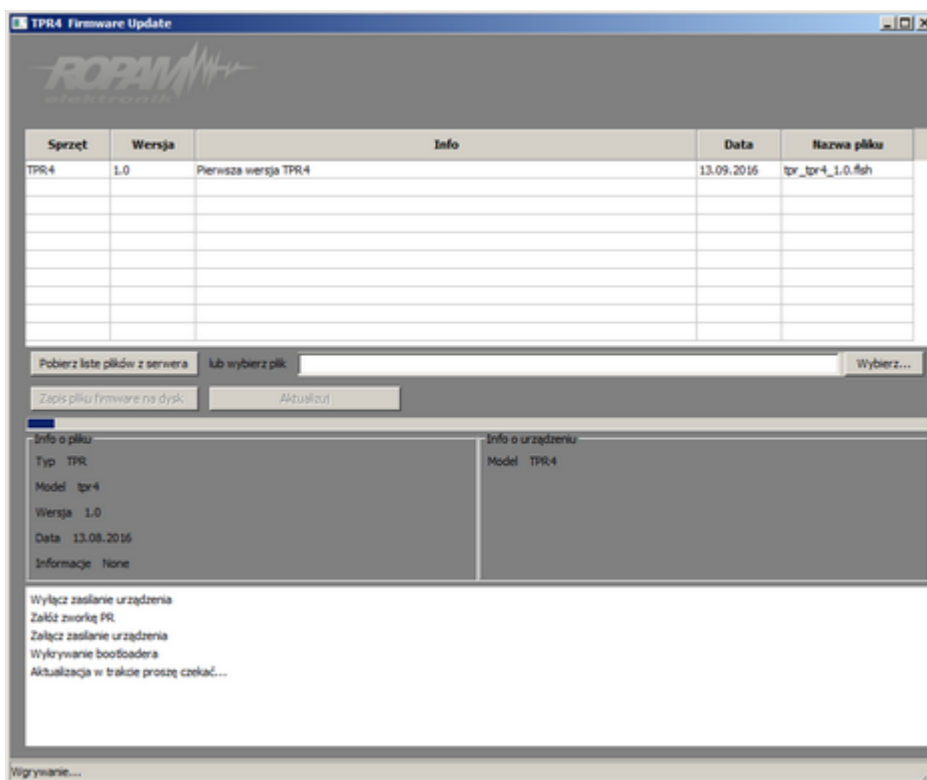 TPR4 Firmware Update
ROPAM
elektronik
Sprzęt Wersja Info Data Nazwa pliku
TPR4 1.0 Pierwsza wersja TPR4 13.09.2016 tpr_tpr4_1.0.flsh
Pobierz liste plików z serwera lub wybierz plik Wybierz...
Zapis pliku firmware na dysk Aktualizuj
Info o pliku Info o urządzeniu
Typ TPR Model TPR4
Model tpr4
Wersja 1.0
Data 13.08.2016
Informacje None
Wyłącz zasilanie urządzenia
Załóż zworkę PR
Załącz zasilanie urządzenia
Wykrywanie bootloadera
Aktualizacja w trakcie proszę czekać...
Wgrywanie...